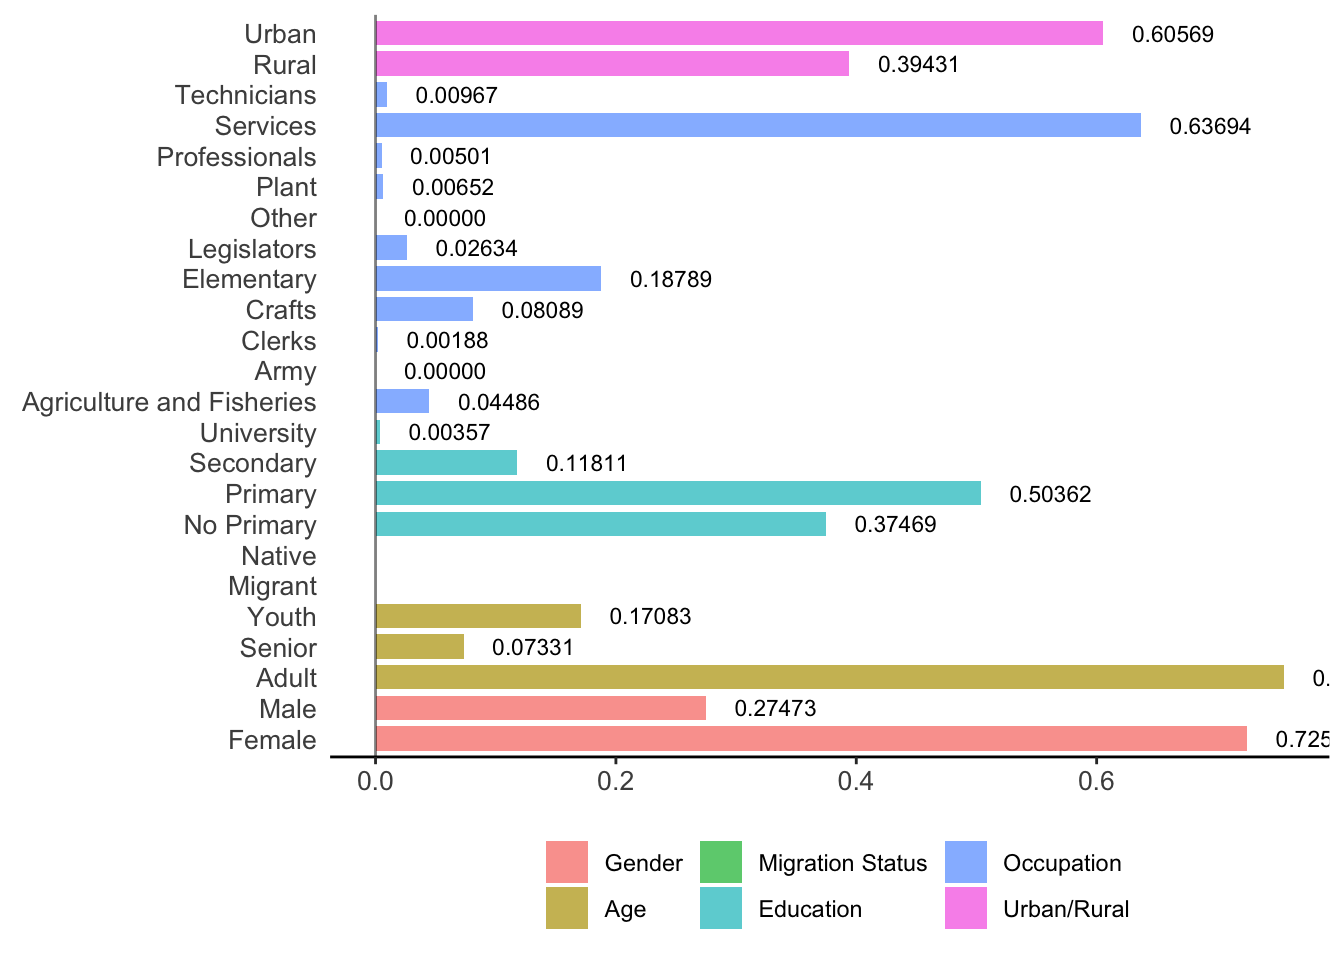 Urban 0.60569
Rural 0.39431
Technicians 0.00967
Services 0.63694
Professionals 0.00501
Plant 0.00652
Other 0.00000
Legislators 0.02634
Elementary 0.18789
Crafts 0.08089
Clerks 0.00188
Army 0.00000
Agriculture and Fisheries 0.04486
University 0.00357
Secondary 0.11811
Primary 0.50362
No Primary 0.37469
Native
Migrant
Youth 0.17083
Senior 0.07331
Adult 0.
Male 0.27473
Female 0.725
0.0 0.2 0.4 0.6
Gender Migration Status Occupation
Age Education Urban/Rural